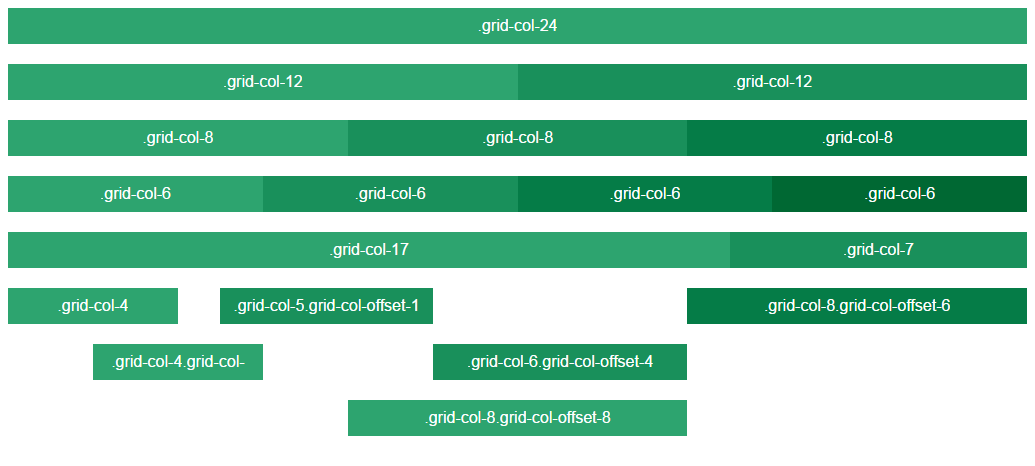 .grid-col-24
.grid-col-12 .grid-col-12
.grid-col-8 .grid-col-8 .grid-col-8
.grid-col-6 .grid-col-6 .grid-col-6 .grid-col-6
.grid-col-17 .grid-col-7
.grid-col-4 .grid-col-5.grid-col-offset-1 .grid-col-8.grid-col-offset-6
.grid-col-4.grid-col- .grid-col-6.grid-col-offset-4
.grid-col-8.grid-col-offset-8